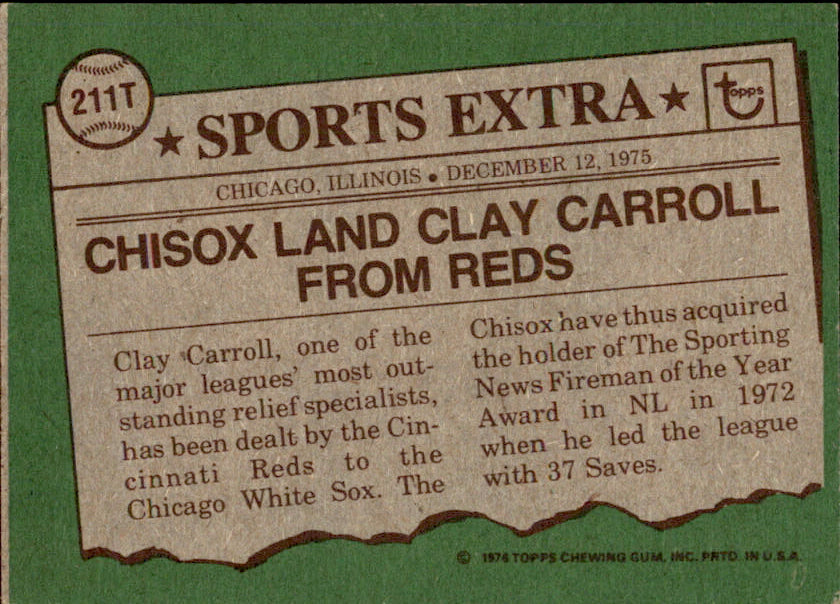 211T
★ SPORTS EXTRA ★
topps
CHICAGO, ILLINOIS • DECEMBER 12, 1975
CHISOX LAND CLAY CARROLL
FROM REDS
Clay Carroll, one of the
major leagues' most out-
standing relief specialists,
has been dealt by the Cin-
cinnati Reds to the
Chicago White Sox. The
Chisox have thus acquired
the holder of The Sporting
News Fireman of the Year
Award in NL in 1972
when he led the league
with 37 Saves.
© 1976 TOPPS CHEWING GUM, INC. PRTD. IN U.S.A.